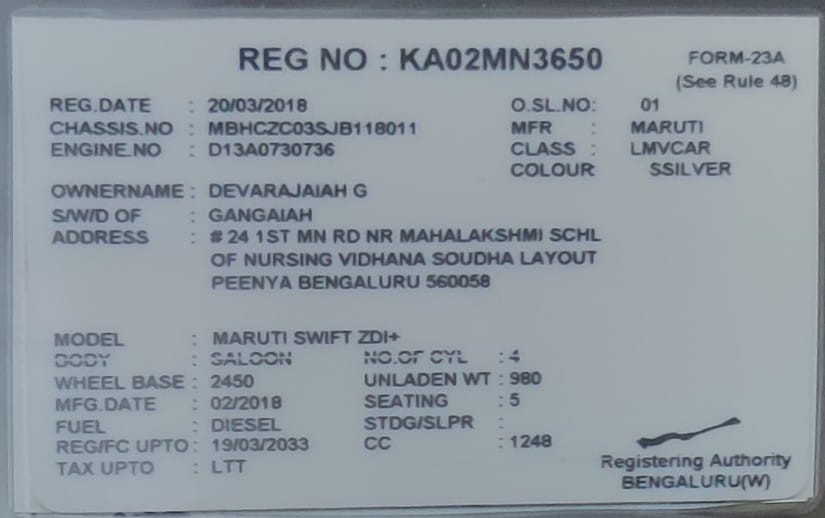 REG NO : KA02MN3650
FORM-23A
(See Rule 48)
REG.DATE : 20/03/2018 O.SL.NO: 01
CHASSIS.NO : MBHCZC03SJB118011 MFR : MARUTI
ENGINE.NO : D13A0730736 CLASS : LMVCAR
COLOUR SSILVER
OWNERNAME : DEVARAJAIAH G
S/W/D OF : GANGAIAH
ADDRESS : # 24 1ST MN RD NR MAHALAKSHMI SCHL
OF NURSING VIDHANA SOUDHA LAYOUT
PEENYA BENGALURU 560058
MODEL : MARUTI SWIFT ZDI+
BODY : SALOON NO.OF CYL : 4
WHEEL BASE : 2450 UNLADEN WT : 980
MFG.DATE : 02/2018 SEATING : 5
FUEL : DIESEL STDG/SLPR :
REG/FC UPTO : 19/03/2033 CC : 1248
TAX UPTO : LTT
Registering Authority
BENGALURU(W)